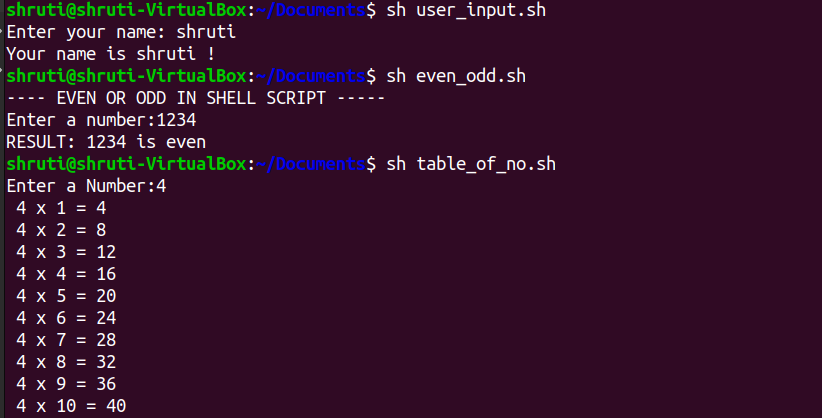 shruti@shruti-VirtualBox:~/Documents$ sh user_input.sh
Enter your name: shruti
Your name is shruti !
shruti@shruti-VirtualBox:~/Documents$ sh even_odd.sh
---- EVEN OR ODD IN SHELL SCRIPT -----
Enter a number:1234
RESULT: 1234 is even
shruti@shruti-VirtualBox:~/Documents$ sh table_of_no.sh
Enter a Number:4
 4 x 1 = 4
 4 x 2 = 8
 4 x 3 = 12
 4 x 4 = 16
 4 x 5 = 20
 4 x 6 = 24
 4 x 7 = 28
 4 x 8 = 32
 4 x 9 = 36
 4 x 10 = 40